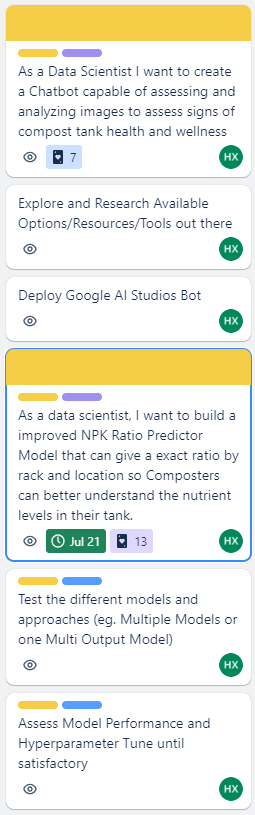 As a Data Scientist I want to create
a Chatbot capable of assessing and
analyzing images to assess signs of
compost tank health and wellness
7 HX
Explore and Research Available
Options/Resources/Tools out there
HX
Deploy Google AI Studios Bot
HX
As a data scientist, I want to build a
improved NPK Ratio Predictor
Model that can give a exact ratio by
rack and location so Composters
can better understand the nutrient
levels in their tank.
Jul 21 13 HX
Test the different models and
approaches (eg. Multiple Models or
one Multi Output Model)
HX
Assess Model Performance and
Hyperparameter Tune until
satisfactory
HX